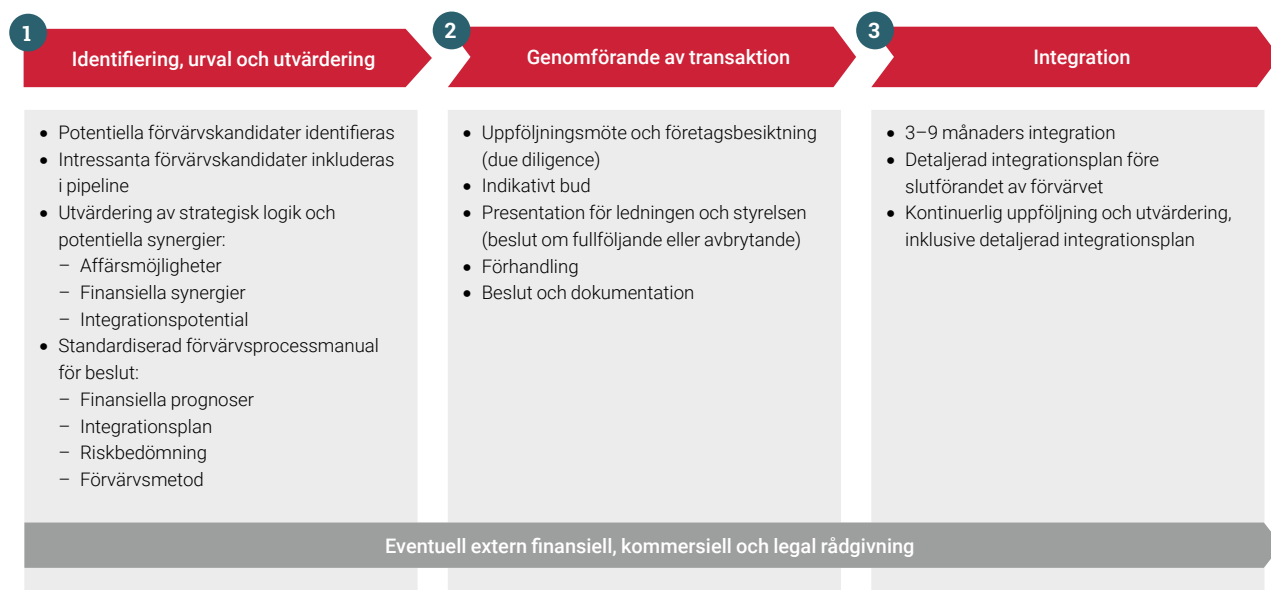 1
Identifiering, urval och utvärdering
• Potentiella förvärvskandidater identifieras
• Intressanta förvärvskandidater inkluderas
i pipeline
• Utvärdering av strategisk logik och
potentiella synergier:
– Affärsmöjligheter
– Finansiella synergier
– Integrationspotential
• Standardiserad förvärvsprocessmanual
för beslut:
– Finansiella prognoser
– Integrationsplan
– Riskbedömning
– Förvärvsmetod
2
Genomförande av transaktion
• Uppföljningsmöte och företagsbesiktning
(due diligence)
• Indikativt bud
• Presentation för ledningen och styrelsen
(beslut om fullföljande eller avbrytande)
• Förhandling
• Beslut och dokumentation
3
Integration
• 3–9 månaders integration
• Detaljerad integrationsplan före
slutförandet av förvärvet
• Kontinuerlig uppföljning och utvärdering,
inklusive detaljerad integrationsplan
Eventuell extern finansiell, kommersiell och legal rådgivning